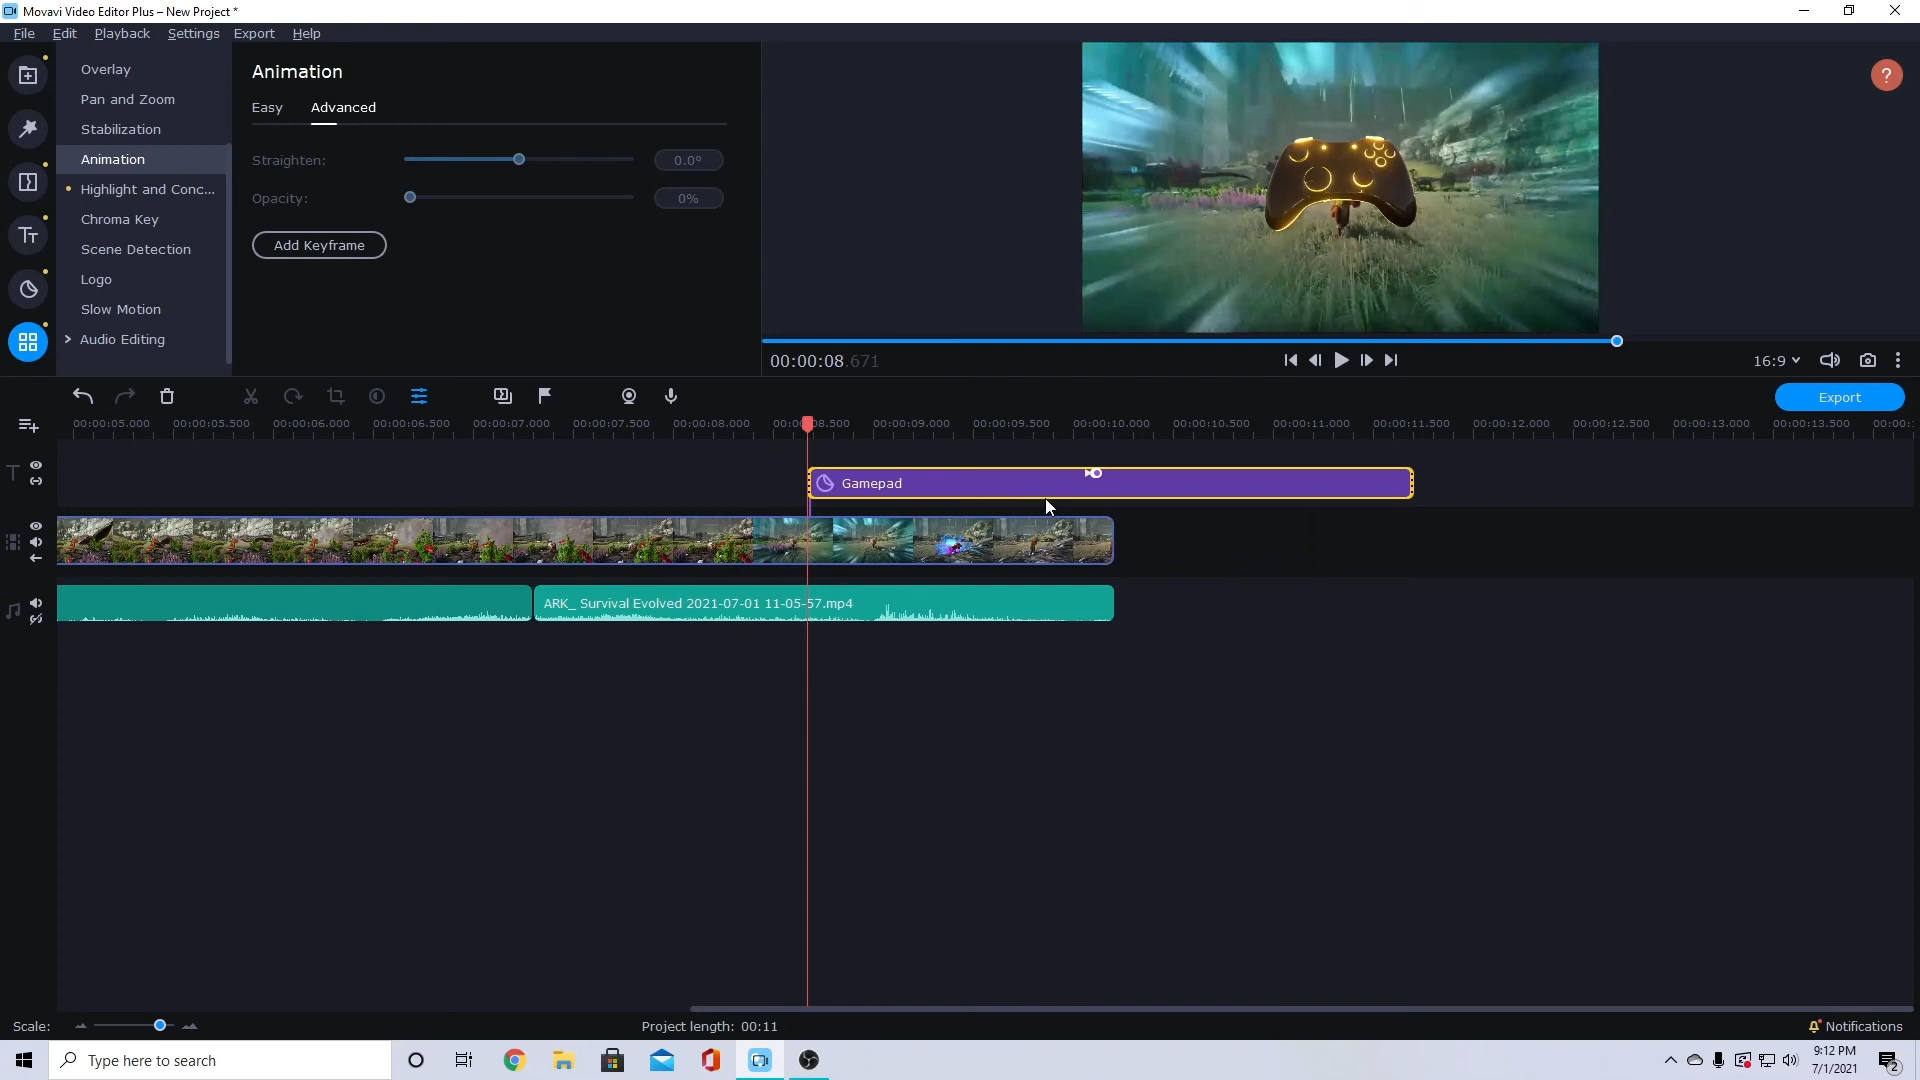 Movavi Video Editor Plus – New Project *
File Edit Playback Settings Export Help
Overlay
Pan and Zoom
Stabilization
Animation
Highlight and Conc...
Chroma Key
Scene Detection
Logo
Slow Motion
Audio Editing
Animation
Easy Advanced
Straighten: 0.0°
Opacity: 0%
Add Keyframe
?
00:00:08.671
16:9
Export
00:00:05.000 00:00:05.500 00:00:06.000 00:00:06.500 00:00:07.000 00:00:07.500 00:00:08.000 00:00:08.500 00:00:09.000 00:00:09.500 00:00:10.000 00:00:10.500 00:00:11.000 00:00:11.500 00:00:12.000 00:00:12.500 00:00:13.000 00:00:13.500 00:00:
Gamepad
ARK_ Survival Evolved 2021-07-01 11-05-57.mp4
Scale:
Project length: 00:11
Notifications
Type here to search
9:12 PM
7/1/2021
2